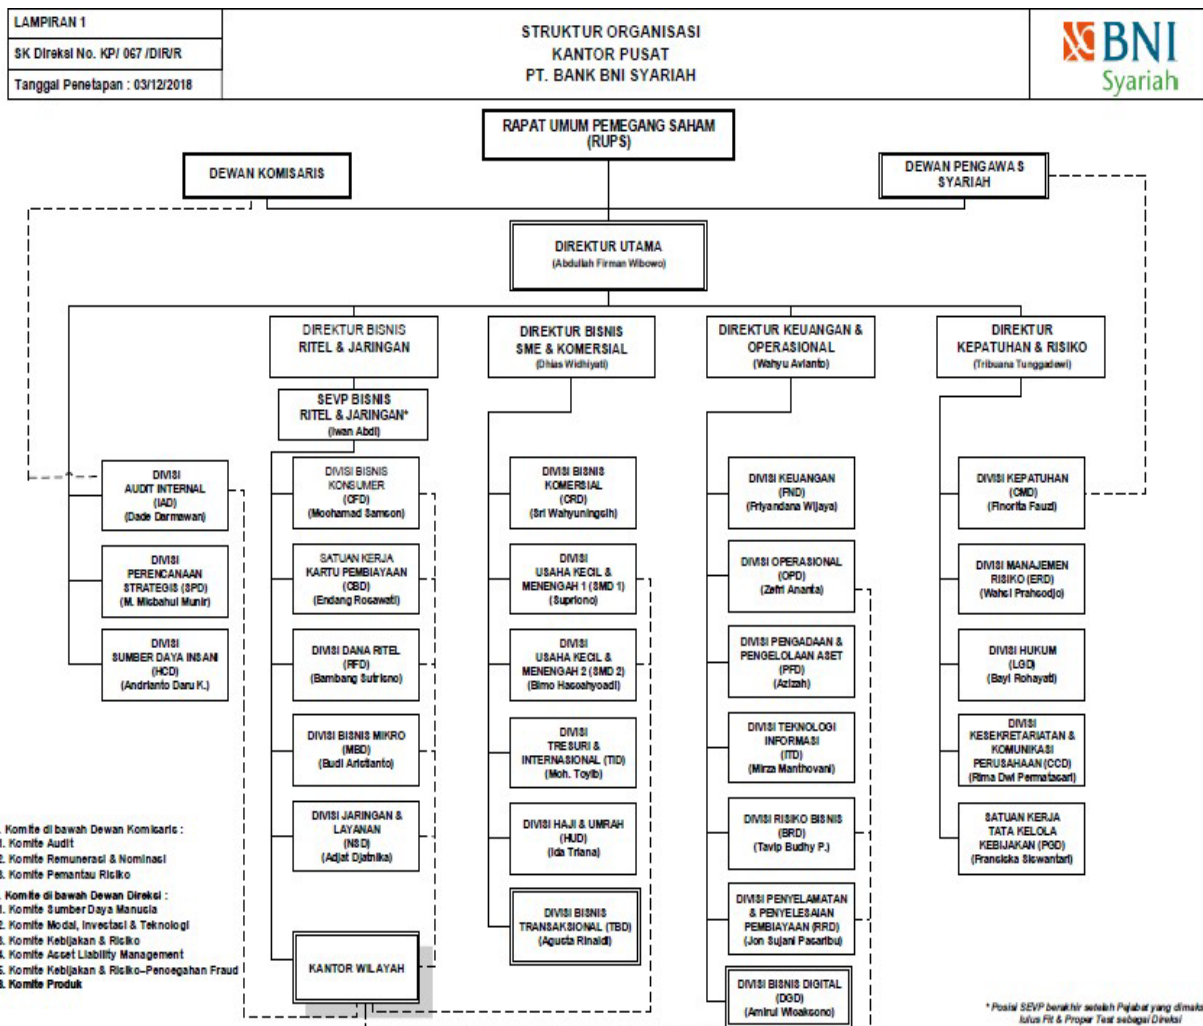 LAMPIRAN 1
SK Direksi No. KP/ 067 /DIR/R
Tanggal Penetapan : 03/12/2018
STRUKTUR ORGANISASI
KANTOR PUSAT
PT. BANK BNI SYARIAH
BNI
Syariah
RAPAT UMUM PEMEGANG SAHAM
(RUPS)
DEWAN KOMISARIS
DEWAN PENGAWAS
SYARIAH
DIREKTUR UTAMA
(Abdullah Firman Wibowo)
DIREKTUR BISNIS
RITEL & JARINGAN
DIREKTUR BISNIS
SME & KOMERSIAL
(Dhias Widhiyati)
DIREKTUR KEUANGAN &
OPERASIONAL
(Wahyu Avianto)
DIREKTUR
KEPATUHAN & RISIKO
(Tribuana Tunggadewi)
SEVP BISNIS
RITEL & JARINGAN*
(Iwan Abdi)
DIVISI
AUDIT INTERNAL
(IAD)
(Dade Darmawan)
DIVISI
PERENCANAAN
STRATEGIS (SPD)
(M. Misbahul Munir)
DIVISI
SUMBER DAYA INSANI
(HCD)
(Andrianto Daru K.)
DIVISI BISNIS
KONSUMER
(CFD)
(Moohamad Samson)
SATUAN KERJA
KARTU PEMBIAYAAN
(CBD)
(Endang Rosawati)
DIVISI DANA RITEL
(RFD)
(Bambang Sutrisno)
DIVISI BISNIS MIKRO
(MBD)
(Budi Aristianto)
DIVISI JARINGAN &
LAYANAN
(NSD)
(Adjat Djatnika)
KANTOR WILAYAH
DIVISI BISNIS
KOMERSIAL
(CRD)
(Sri Wahyuningsih)
DIVISI
USAHA KECIL &
MENENGAH 1 (SMD 1)
(Supriono)
DIVISI
USAHA KECIL &
MENENGAH 2 (SMD 2)
(Bimo Hasoahyoadi)
DIVISI
TRESURI &
INTERNASIONAL (TID)
(Moh. Toyib)
DIVISI HAJI & UMRAH
(HUD)
(Ida Triana)
DIVISI BISNIS
TRANSAKSIONAL (TBD)
(Agusta Rinaldi)
DIVISI KEUANGAN
(FND)
(Friyandana Wijaya)
DIVISI OPERASIONAL
(OPD)
(Zefri Ananta)
DIVISI PENGADAAN &
PENGELOLAAN ASET
(PFD)
(Azizah)
DIVISI TEKNOLOGI
INFORMASI
(ITD)
(Mirza Manthovani)
DIVISI RISIKO BISNIS
(BRD)
(Tavip Budhy P.)
DIVISI PENYELAMATAN
& PENYELESAIAN
PEMBIAYAAN (RRD)
(Jon Sujani Pasaribu)
DIVISI BISNIS DIGITAL
(DGD)
(Amirul Wicaksono)
DIVISI KEPATUHAN
(CMD)
(Finorita Fauzi)
DIVISI MANAJEMEN
RISIKO (ERD)
(Wahsi Prahsodjo)
DIVISI HUKUM
(LGD)
(Bayi Rohayati)
DIVISI
KESEKRETARIATAN &
KOMUNIKASI
PERUSAHAAN (CCD)
(Rima Dwi Permatasari)
SATUAN KERJA
TATA KELOLA
KEBIJAKAN (PGD)
(Fransiska Siswantari)
. Komite di bawah Dewan Komisaris :
1. Komite Audit
2. Komite Remunerasi & Nominasi
3. Komite Pemantau Risiko
. Komite di bawah Dewan Direksi :
1. Komite Sumber Daya Manusia
2. Komite Modal, Investasi & Teknologi
3. Komite Kebijakan & Risiko
4. Komite Asset Liability Management
5. Komite Kebijakan & Risiko–Pencegahan Fraud
6. Komite Produk
* Posisi SEVP berakhir setelah Pejabat yang dimaks
lulus Fit & Proper Test sebagai Direksi